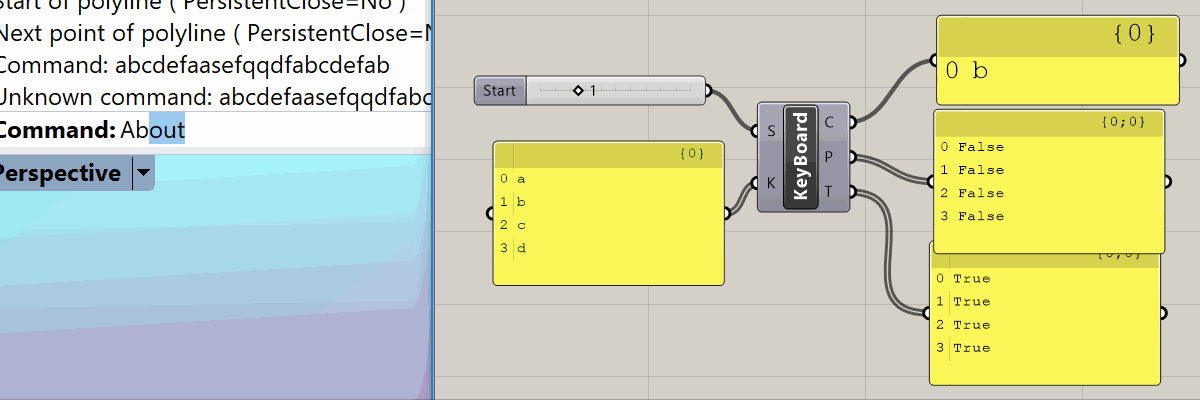 Start of polyline ( PersistentClose=No )
Next point of polyline ( PersistentClose=N
Command: abcdefaasefqqdfabcdefab
Unknown command: abcdefaasefqqdfabc
Command: About
Perspective
Start
1
{0}
0 a
1 b
2 c
3 d
S
K
KeyBoard
C
P
T
{0}
0 b
{0;0}
0 False
1 False
2 False
3 False
{0;0}
0 True
1 True
2 True
3 True